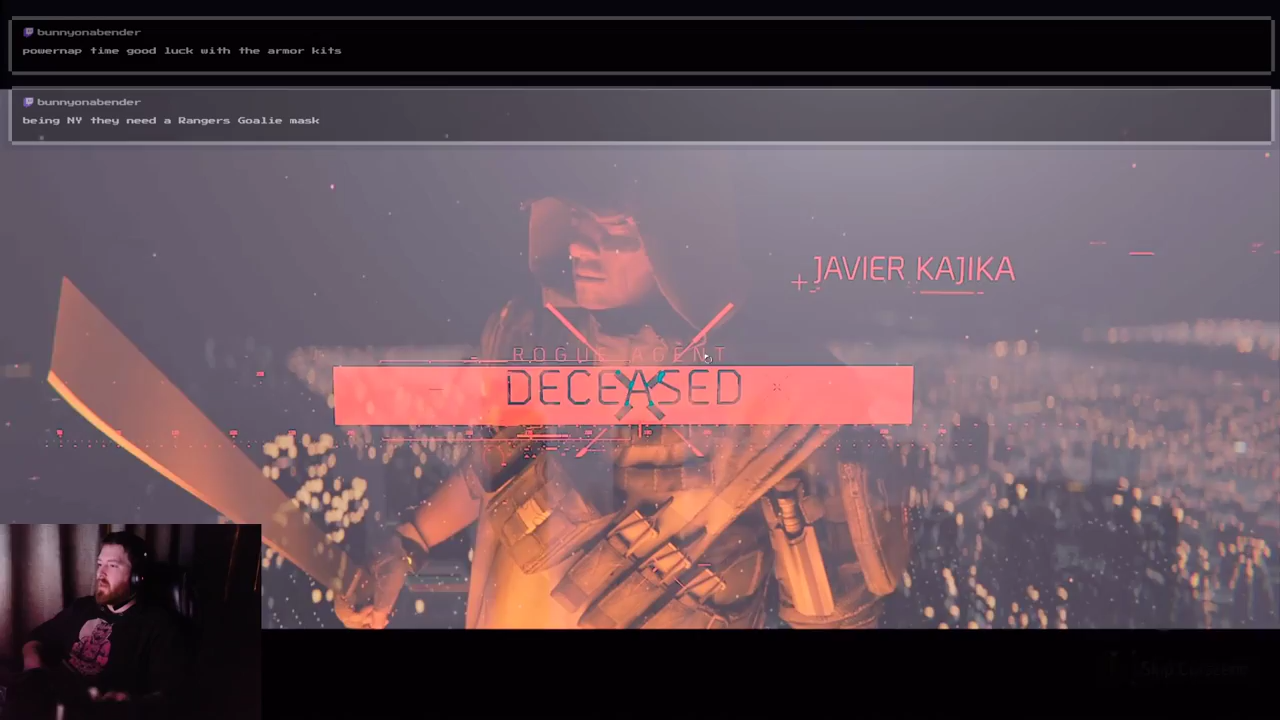 bunnyonabender
powernap time good luck with the armor kits
bunnyonabender
being NY they need a Rangers Goalie mask
JAVIER KAJIKA
ROGUE AGENT
DECEASED